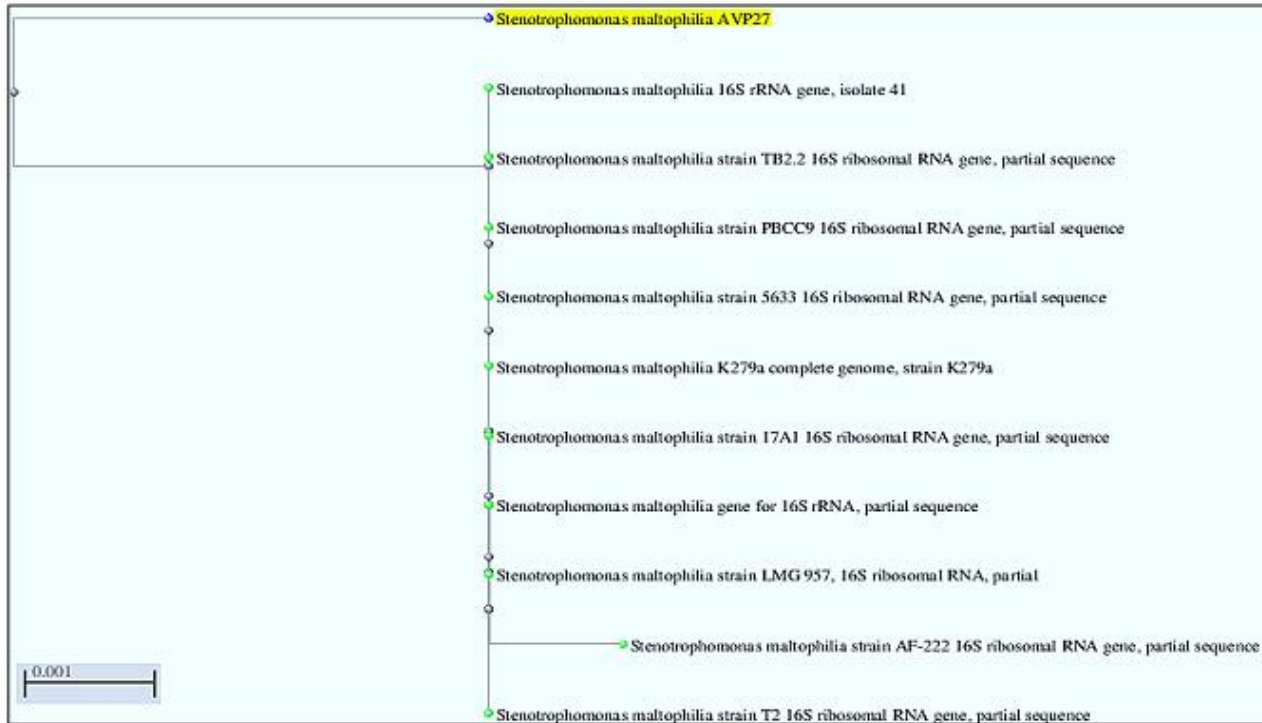 Stenotrophomonas maltophilia AVP27
Stenotrophomonas maltophilia 16S rRNA gene, isolate 41
Stenotrophomonas maltophilia strain TB2.2 16S ribosomal RNA gene, partial sequence
Stenotrophomonas maltophilia strain PBCC9 16S ribosomal RNA gene, partial sequence
Stenotrophomonas maltophilia strain 5633 16S ribosomal RNA gene, partial sequence
Stenotrophomonas maltophilia K279a complete genome, strain K279a
Stenotrophomonas maltophilia strain 17A1 16S ribosomal RNA gene, partial sequence
Stenotrophomonas maltophilia gene for 16S rRNA, partial sequence
Stenotrophomonas maltophilia strain LMG 957, 16S ribosomal RNA, partial
Stenotrophomonas maltophilia strain AF-222 16S ribosomal RNA gene, partial sequence
0.001
Stenotrophomonas maltophilia strain T2 16S ribosomal RNA gene, partial sequence